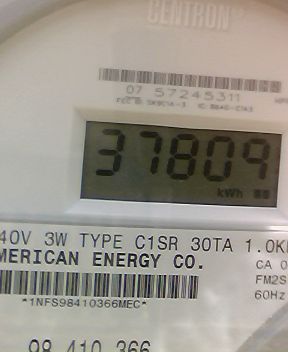 CENTRON
07 57245311
37809
kWh
40V 3W TYPE C1SR 30TA 1.0K
MERICAN ENERGY CO.
CA 0
FM2S
60Hz
*1NFS98410366MEC*
98 410 366